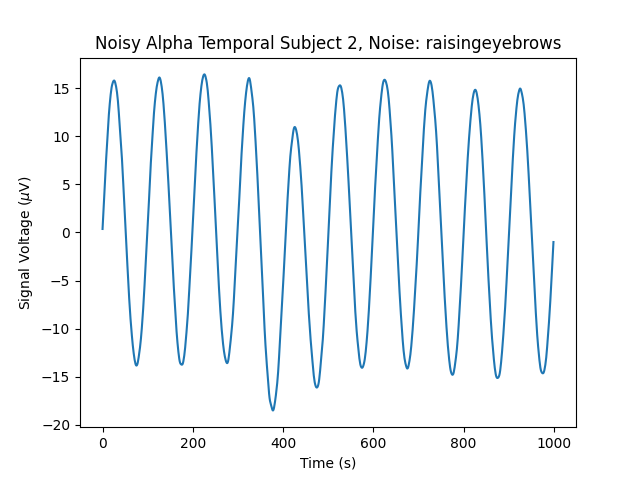 Noisy Alpha Temporal Subject 2, Noise: raisingeyebrows
15
10
5
0
−5
−10
−15
−20
Signal Voltage (μV)
0 200 400 600 800 1000
Time (s)